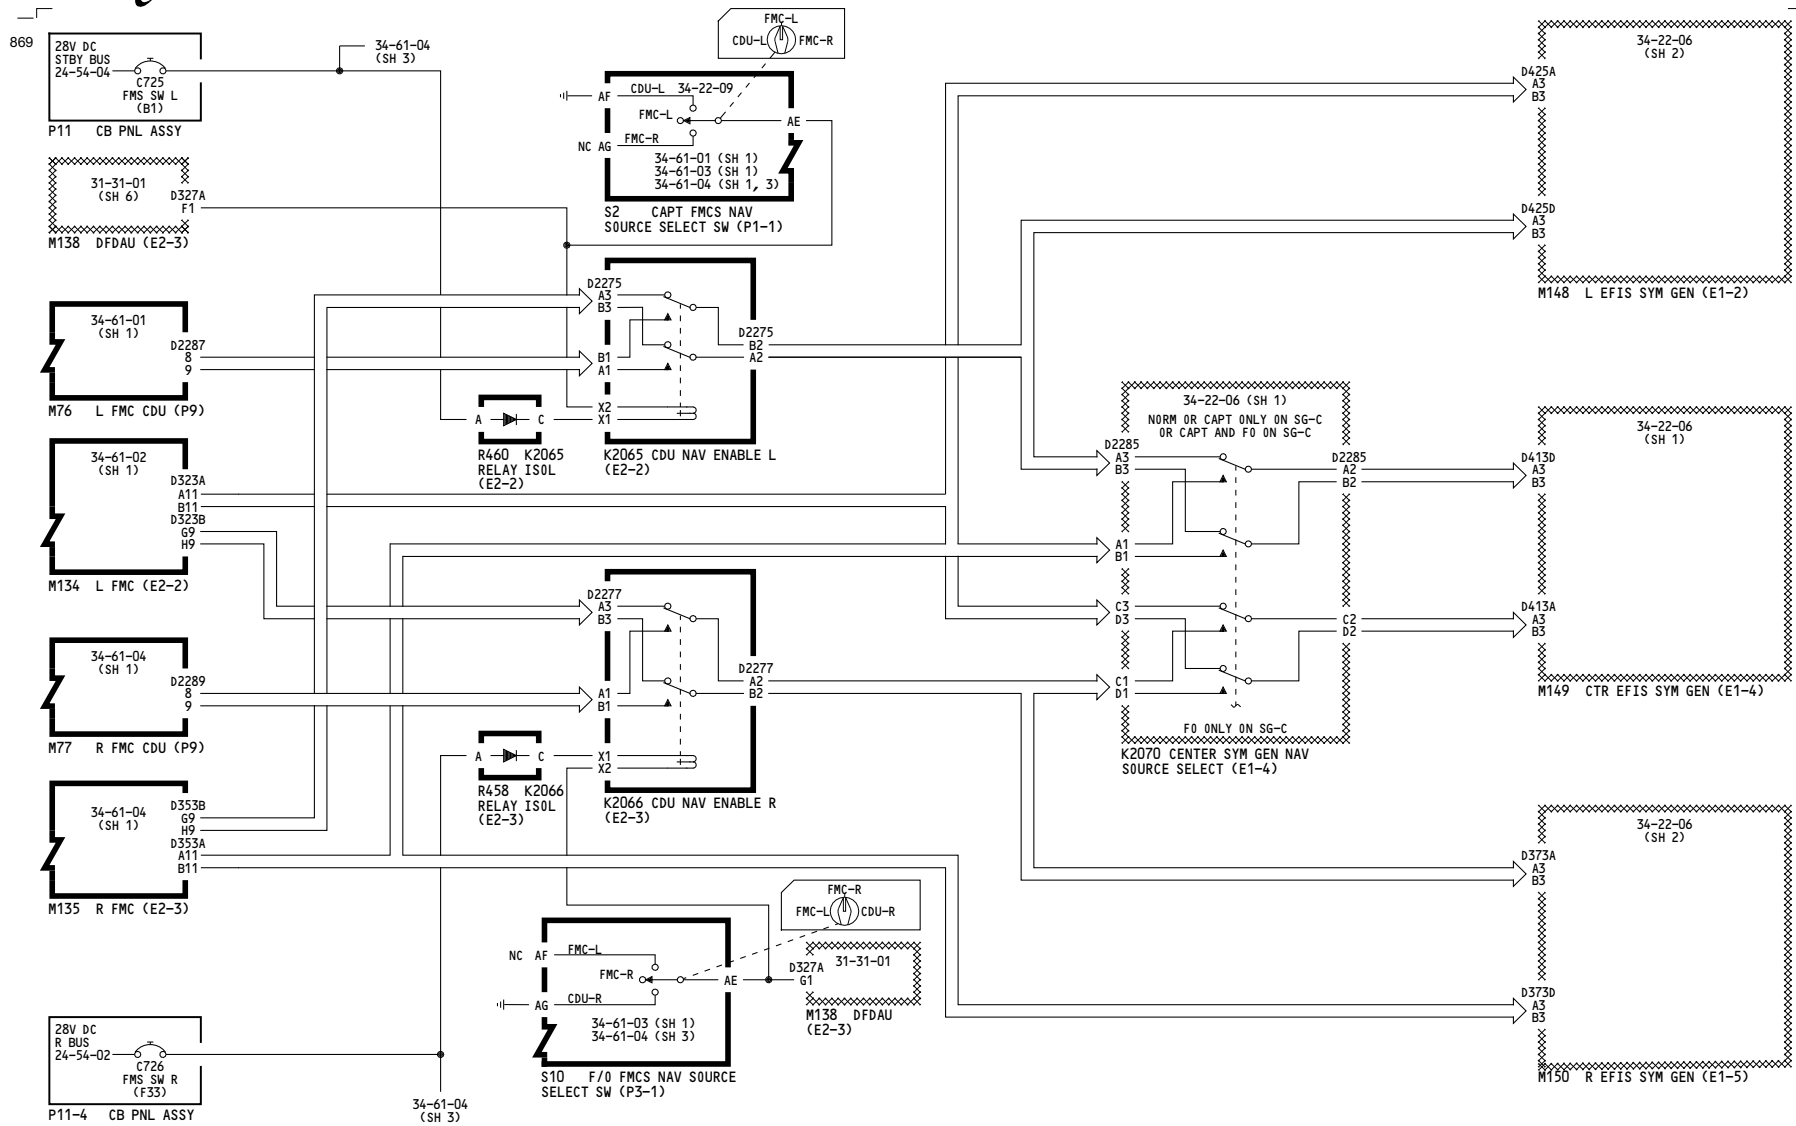 869
28V DC
STBY BUS
24-54-04
C725
FMS SW L
(B1)
P11 CB PNL ASSY
34-61-04
(SH 3)
31-31-01
(SH 6)
D327A
F1
M138 DFDAU (E2-3)
34-61-01
(SH 1)
D2287
8
9
M76 L FMC CDU (P9)
34-61-02
(SH 1)
D323A
A11
B11
D323B
G9
H9
M134 L FMC (E2-2)
34-61-04
(SH 1)
D2289
8
9
M77 R FMC CDU (P9)
34-61-04
(SH 1)
D353B
G9
H9
D353A
A11
B11
M135 R FMC (E2-3)
28V DC
R BUS
24-54-02
C726
FMS SW R
(F33)
P11-4 CB PNL ASSY
34-61-04
(SH 3)
FMC-L
CDU-L FMC-R
AF CDU-L 34-22-09
FMC-L
AE
NC AG FMC-R
34-61-01 (SH 1)
34-61-03 (SH 1)
34-61-04 (SH 1, 3)
S2 CAPT FMCS NAV
SOURCE SELECT SW (P1-1)
D2275
A3
B3
B1
A1
X2
X1
D2275
B2
A2
K2065 CDU NAV ENABLE L
(E2-2)
A C
R460 K2065
RELAY ISOL
(E2-2)
D2277
A3
B3
A1
B1
X1
X2
D2277
A2
B2
K2066 CDU NAV ENABLE R
(E2-3)
A C
R458 K2066
RELAY ISOL
(E2-3)
FMC-R
FMC-L CDU-R
NC AF FMC-L
FMC-R
AE
AG CDU-R
34-61-03 (SH 1)
34-61-04 (SH 3)
S10 F/O FMCS NAV SOURCE
SELECT SW (P3-1)
D327A
G1
31-31-01
M138 DFDAU
(E2-3)
34-22-06 (SH 1)
NORM OR CAPT ONLY ON SG-C
OR CAPT AND FO ON SG-C
D2285
A3
B3
A1
B1
C3
D3
C1
D1
D2285
A2
B2
C2
D2
FO ONLY ON SG-C
K2070 CENTER SYM GEN NAV
SOURCE SELECT (E1-4)
34-22-06
(SH 2)
D425A
A3
B3
D425D
A3
B3
M148 L EFIS SYM GEN (E1-2)
34-22-06
(SH 1)
D413D
A3
B3
D413A
A3
B3
M149 CTR EFIS SYM GEN (E1-4)
34-22-06
(SH 2)
D373A
A3
B3
D373D
A3
B3
M150 R EFIS SYM GEN (E1-5)